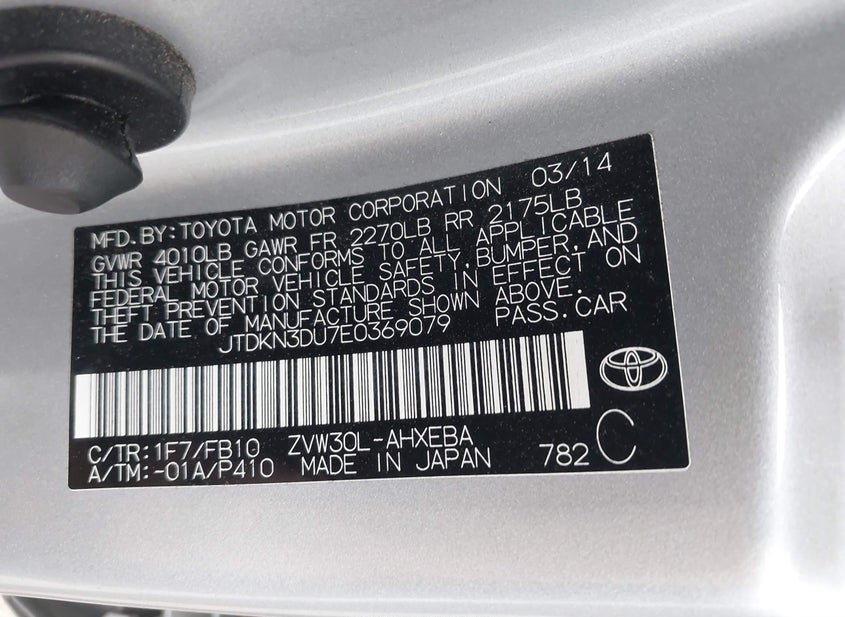 MFD.BY:TOYOTA MOTOR CORPORATION 03/14
GVWR 4010LB GAWR FR 2270LB RR 2175LB
THIS VEHICLE CONFORMS TO ALL APPLICABLE
FEDERAL MOTOR VEHICLE SAFETY,BUMPER,AND
THEFT PREVENTION STANDARDS IN EFFECT ON
THE DATE OF MANUFACTURE SHOWN ABOVE.
JTDKN3DU7E0369079 PASS.CAR
C/TR:1F7/FB10 ZVW30L-AHXEBA
A/TM:-01A/P410 MADE IN JAPAN 782 C